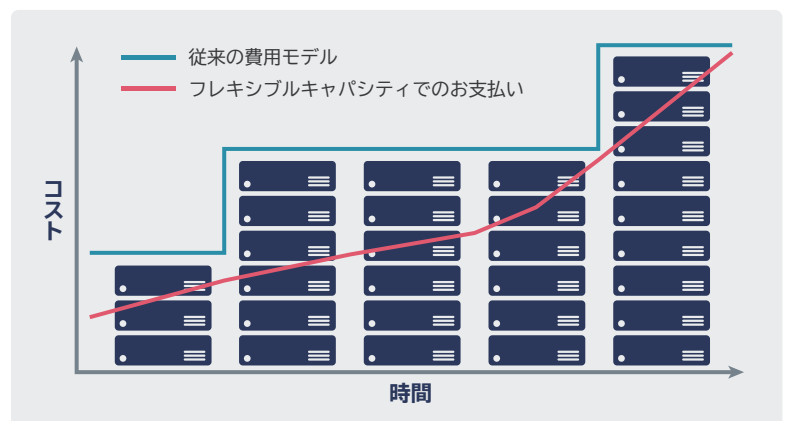 従来の費用モデル
フレキシブルキャパシティでのお支払い
コスト
時間